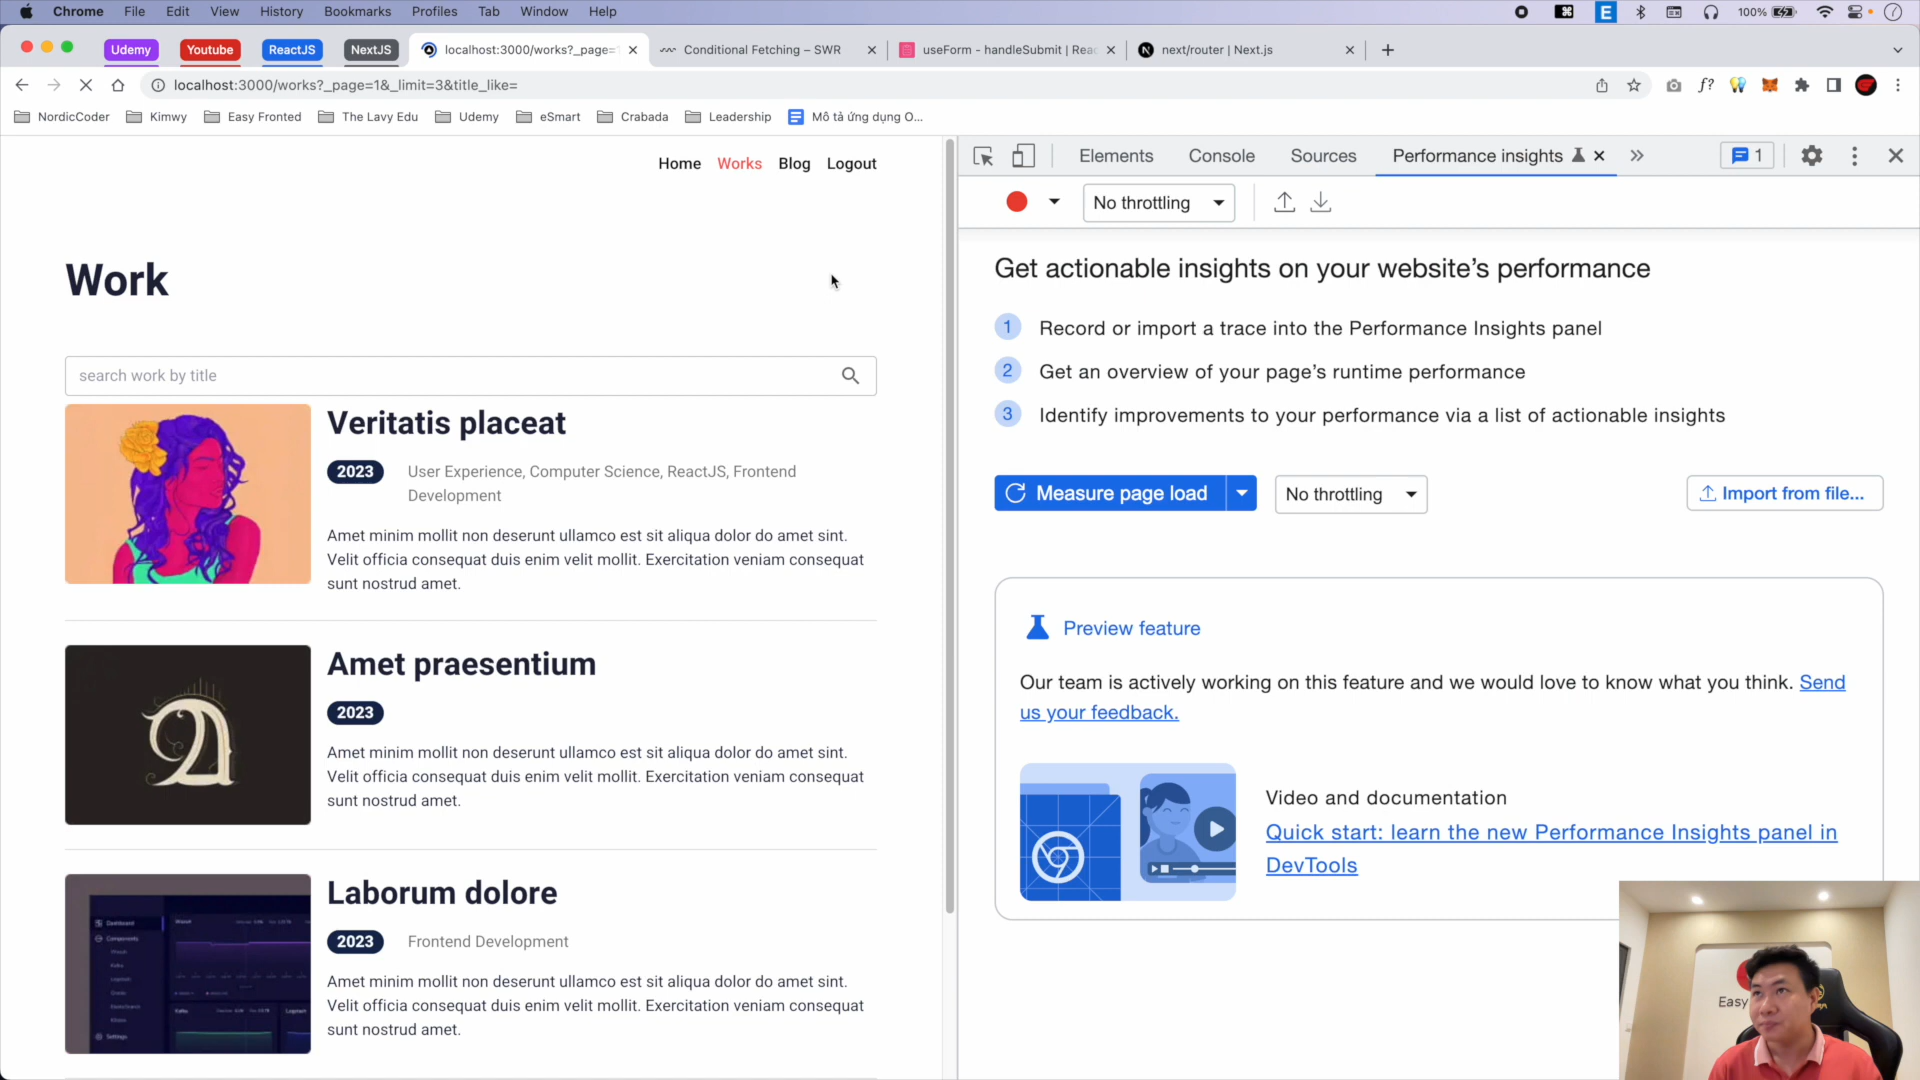 Chrome File Edit View History Bookmarks Profiles Tab Window Help
100%
Udemy Youtube ReactJS NextJS localhost:3000/works?_page=1 Conditional Fetching – SWR useForm - handleSubmit | Reac next/router | Next.js
localhost:3000/works?_page=1&_limit=3&title_like=
NordicCoder Kimwy Easy Fronted The Lavy Edu Udemy eSmart Crabada Leadership Mô tả ứng dụng O...
Home Works Blog Logout
Work
search work by title
Veritatis placeat
2023 User Experience, Computer Science, ReactJS, Frontend
Development
Amet minim mollit non deserunt ullamco est sit aliqua dolor do amet sint.
Velit officia consequat duis enim velit mollit. Exercitation veniam consequat
sunt nostrud amet.
Amet praesentium
2023
Amet minim mollit non deserunt ullamco est sit aliqua dolor do amet sint.
Velit officia consequat duis enim velit mollit. Exercitation veniam consequat
sunt nostrud amet.
Laborum dolore
2023 Frontend Development
Amet minim mollit non deserunt ullamco est sit aliqua dolor do amet sint.
Velit officia consequat duis enim velit mollit. Exercitation veniam consequat
sunt nostrud amet.
Dashboard
Components
Settings
Elements Console Sources Performance insights 1
No throttling
Get actionable insights on your website's performance
1 Record or import a trace into the Performance Insights panel
2 Get an overview of your page's runtime performance
3 Identify improvements to your performance via a list of actionable insights
Measure page load No throttling Import from file...
Preview feature
Our team is actively working on this feature and we would love to know what you think. Send
us your feedback.
Video and documentation
Quick start: learn the new Performance Insights panel in
DevTools
Easy